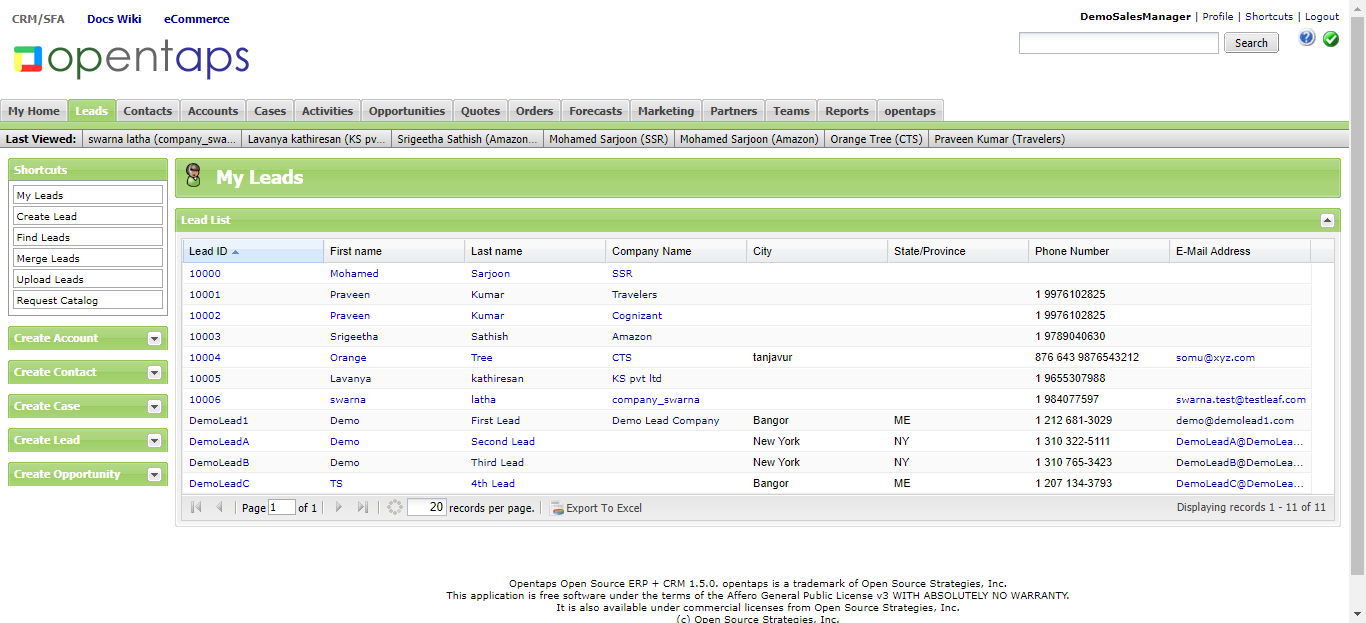 CRM/SFA Docs Wiki eCommerce
DemoSalesManager | Profile | Shortcuts | Logout
opentaps
Search
My Home Leads Contacts Accounts Cases Activities Opportunities Quotes Orders Forecasts Marketing Partners Teams Reports opentaps
Last Viewed: swarna latha (company_swa... Lavanya kathiresan (KS pv... Srigeetha Sathish (Amazon... Mohamed Sarjoon (SSR) Mohamed Sarjoon (Amazon) Orange Tree (CTS) Praveen Kumar (Travelers)
Shortcuts
My Leads
Create Lead
Find Leads
Merge Leads
Upload Leads
Request Catalog
Create Account
Create Contact
Create Case
Create Lead
Create Opportunity
My Leads
Lead List
Lead ID First name Last name Company Name City State/Province Phone Number E-Mail Address
10000 Mohamed Sarjoon SSR
10001 Praveen Kumar Travelers 1 9976102825
10002 Praveen Kumar Cognizant 1 9976102825
10003 Srigeetha Sathish Amazon 1 9789040630
10004 Orange Tree CTS tanjavur 876 643 9876543212 somu@xyz.com
10005 Lavanya kathiresan KS pvt ltd 1 9655307988
10006 swarna latha company_swarna 1 984077597 swarna.test@testleaf.com
DemoLead1 Demo First Lead Demo Lead Company Bangor ME 1 212 681-3029 demo@demolead1.com
DemoLeadA Demo Second Lead New York NY 1 310 322-5111 DemoLeadA@DemoLea...
DemoLeadB Demo Third Lead New York NY 1 310 765-3423 DemoLeadB@DemoLea...
DemoLeadC TS 4th Lead Bangor ME 1 207 134-3793 DemoLeadC@DemoLea...
Page 1 of 1 20 records per page. Export To Excel Displaying records 1 - 11 of 11
Opentaps Open Source ERP + CRM 1.5.0. opentaps is a trademark of Open Source Strategies, Inc.
This application is free software under the terms of the Affero General Public License v3 WITH ABSOLUTELY NO WARRANTY.
It is also available under commercial licenses from Open Source Strategies, Inc.
(c) Open Source Strategies, Inc.